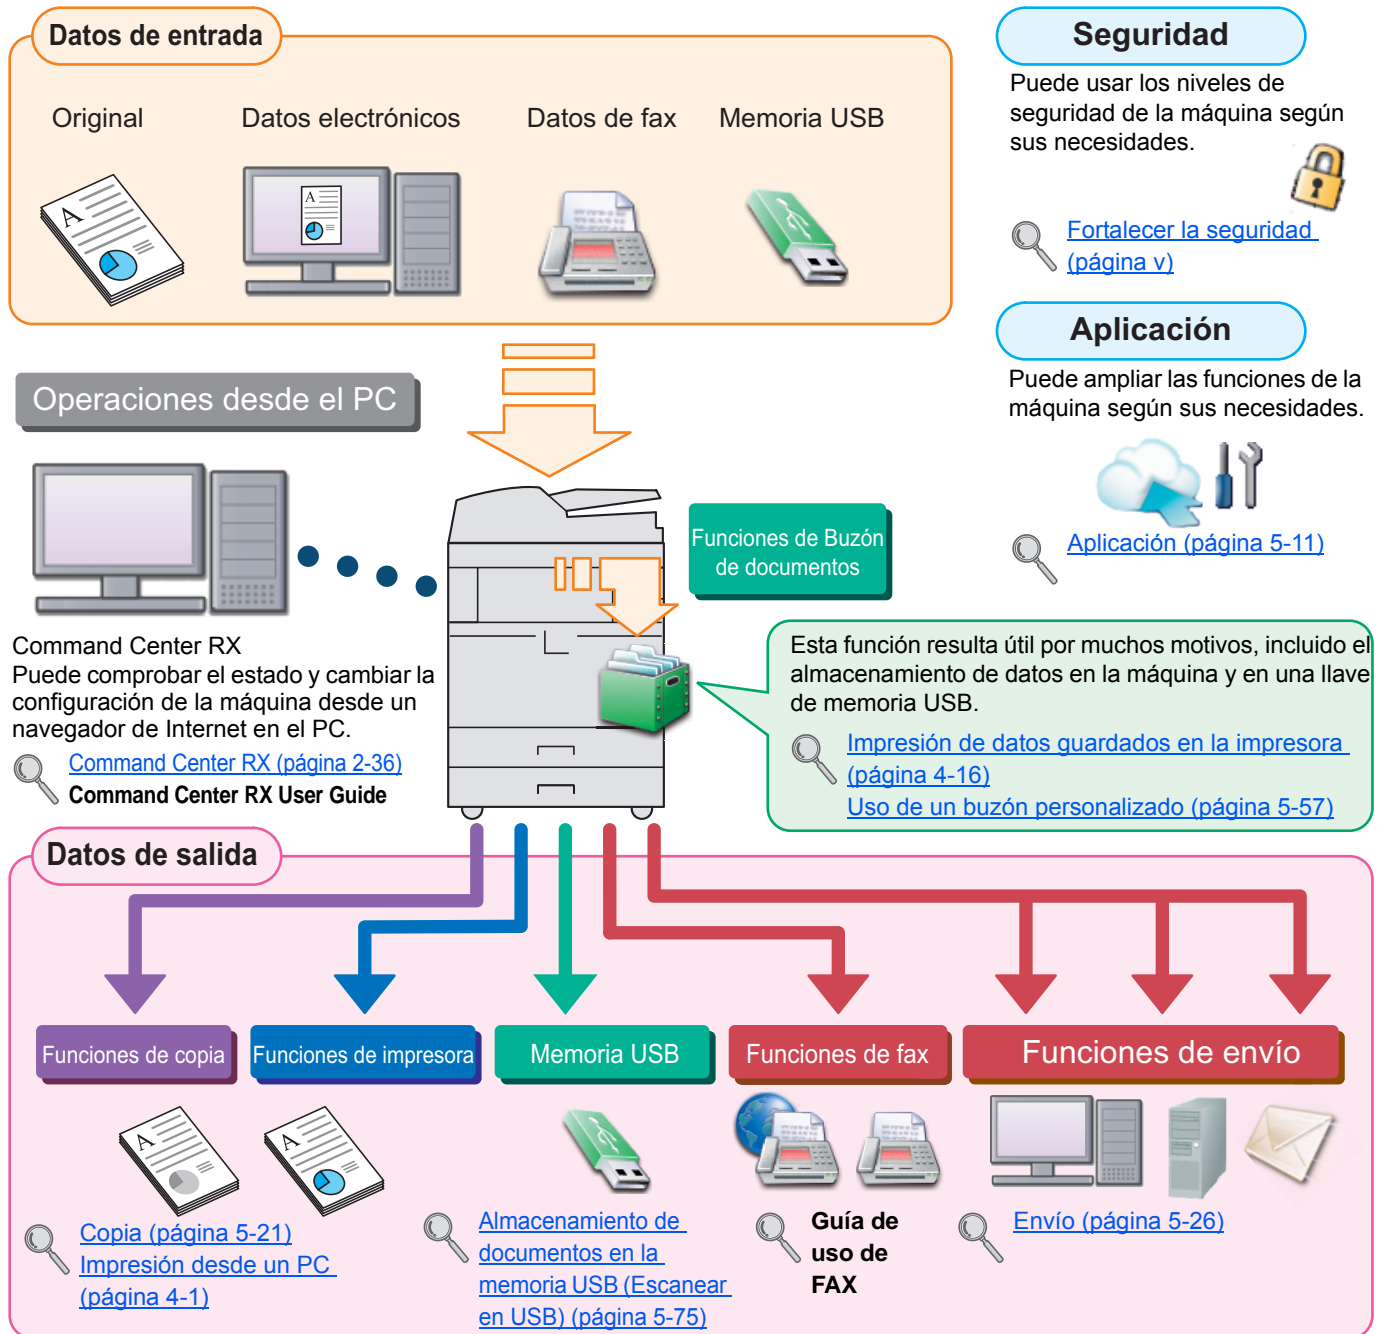 Datos de entrada
Original
Datos electrónicos
Datos de fax
Memoria USB
Seguridad
Puede usar los niveles de
seguridad de la máquina según
sus necesidades.
Fortalecer la seguridad
(página v)
Aplicación
Puede ampliar las funciones de la
máquina según sus necesidades.
Aplicación (página 5-11)
Operaciones desde el PC
Command Center RX
Puede comprobar el estado y cambiar la
configuración de la máquina desde un
navegador de Internet en el PC.
Command Center RX (página 2-36)
Command Center RX User Guide
Funciones de Buzón
de documentos
Esta función resulta útil por muchos motivos, incluido el
almacenamiento de datos en la máquina y en una llave
de memoria USB.
Impresión de datos guardados en la impresora
(página 4-16)
Uso de un buzón personalizado (página 5-57)
Datos de salida
Funciones de copia
Funciones de impresora
Memoria USB
Funciones de fax
Funciones de envío
Copia (página 5-21)
Impresión desde un PC
(página 4-1)
Almacenamiento de
documentos en la
memoria USB (Escanear
en USB) (página 5-75)
Guía de
uso de
FAX
Envío (página 5-26)